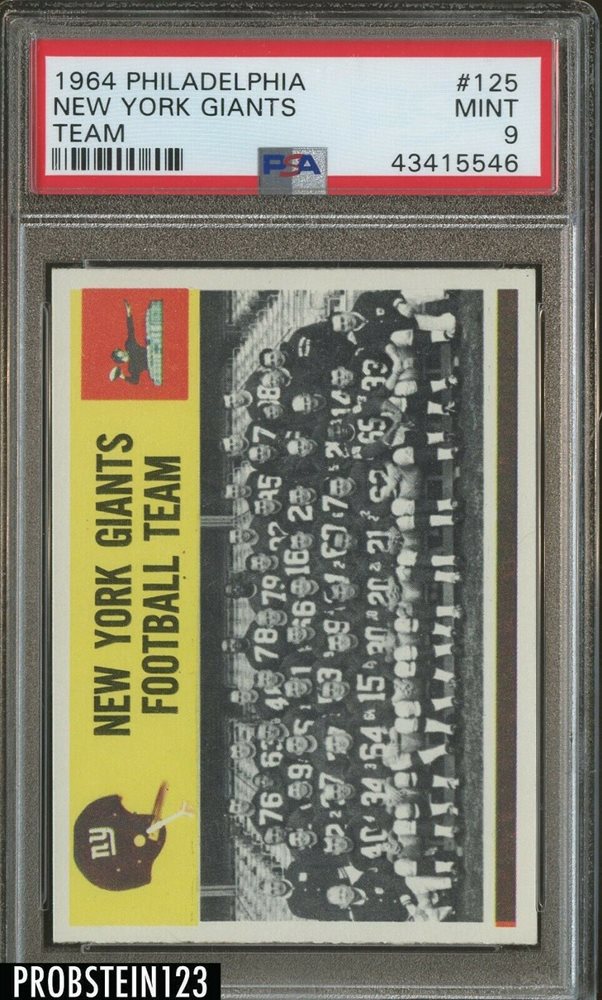 1964 PHILADELPHIA #125
NEW YORK GIANTS MINT
TEAM 9
PSA 43415546
NEW YORK GIANTS
FOOTBALL TEAM
ny
PROBSTEIN123